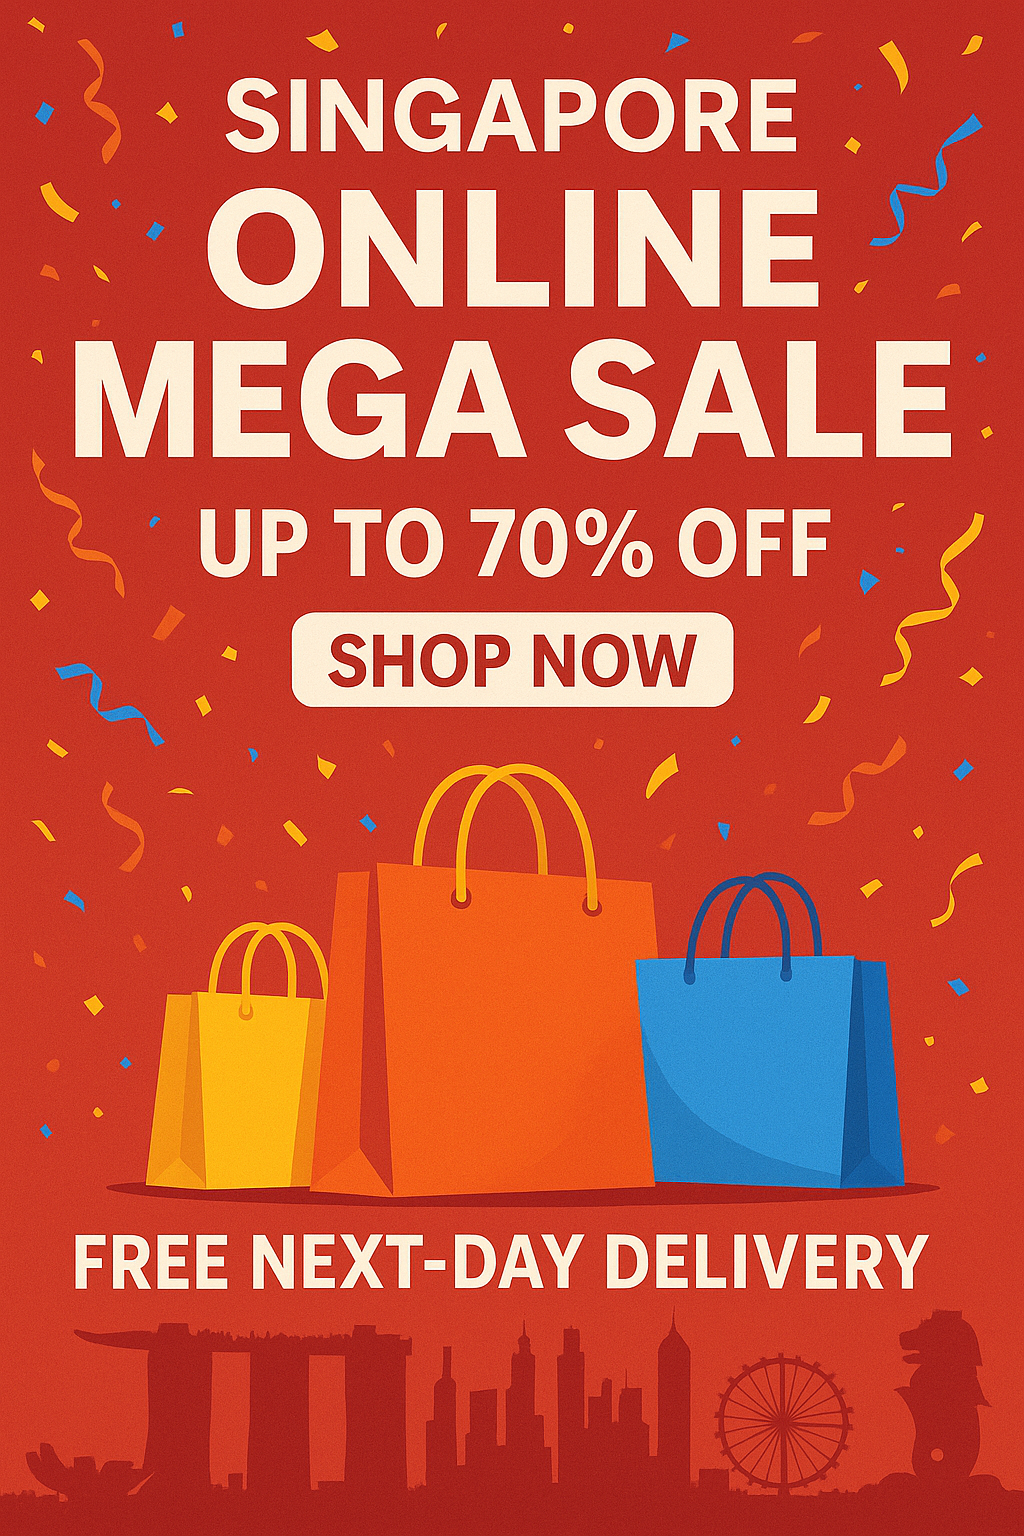 SINGAPORE
ONLINE
MEGA SALE
UP TO 70% OFF
SHOP NOW
FREE NEXT-DAY DELIVERY